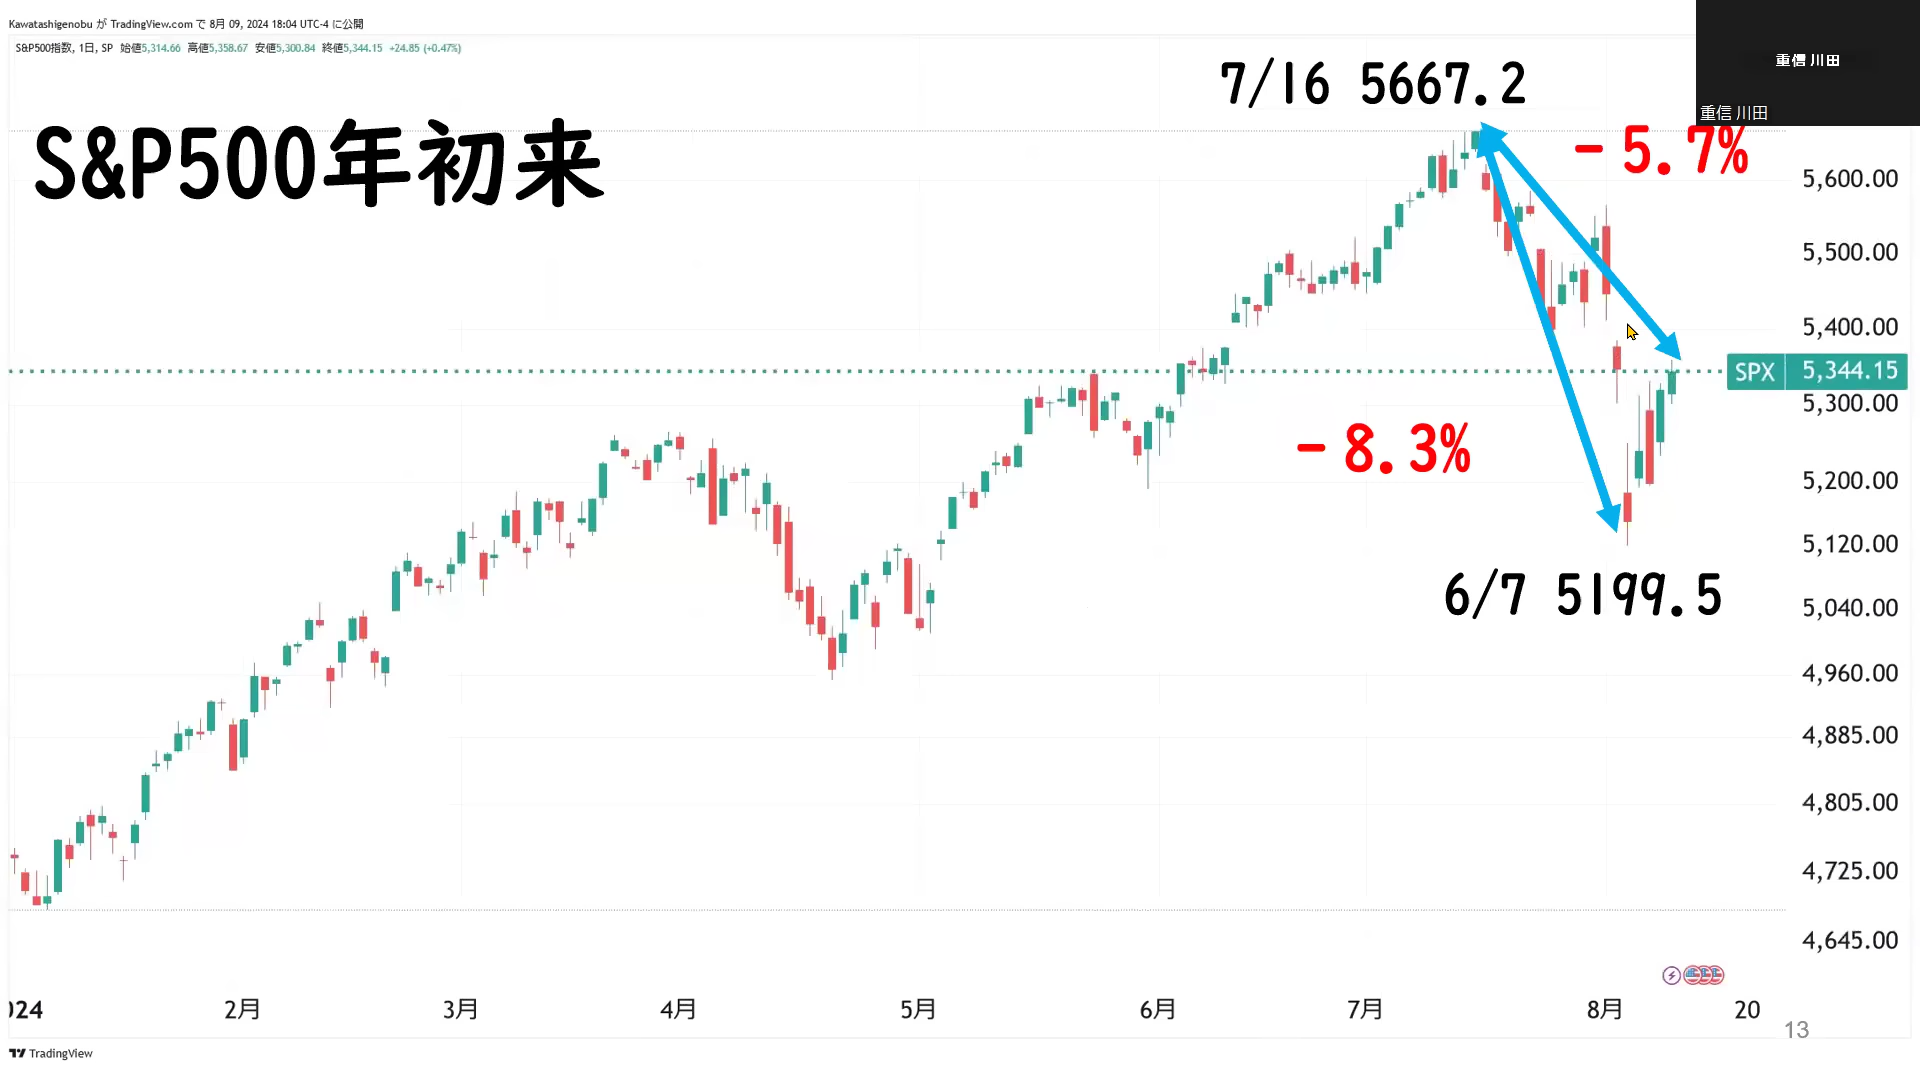 Kawatashigenobu が TradingView.com で 8月 09, 2024 18:04 UTC-4 に公開
S&P500指数, 1日, SP 始値5,314.66 高値5,358.67 安値5,300.84 終値5,344.15 +24.85 (+0.47%)
重信 川田
重信 川田
7/16 5667.2
S&P500年初来
-5.7%
5,600.00
5,500.00
5,400.00
SPX 5,344.15
5,300.00
-8.3%
5,200.00
5,120.00
6/7 5199.5
5,040.00
4,960.00
4,885.00
4,805.00
4,725.00
4,645.00
024 2月 3月 4月 5月 6月 7月 8月 20
13
TradingView